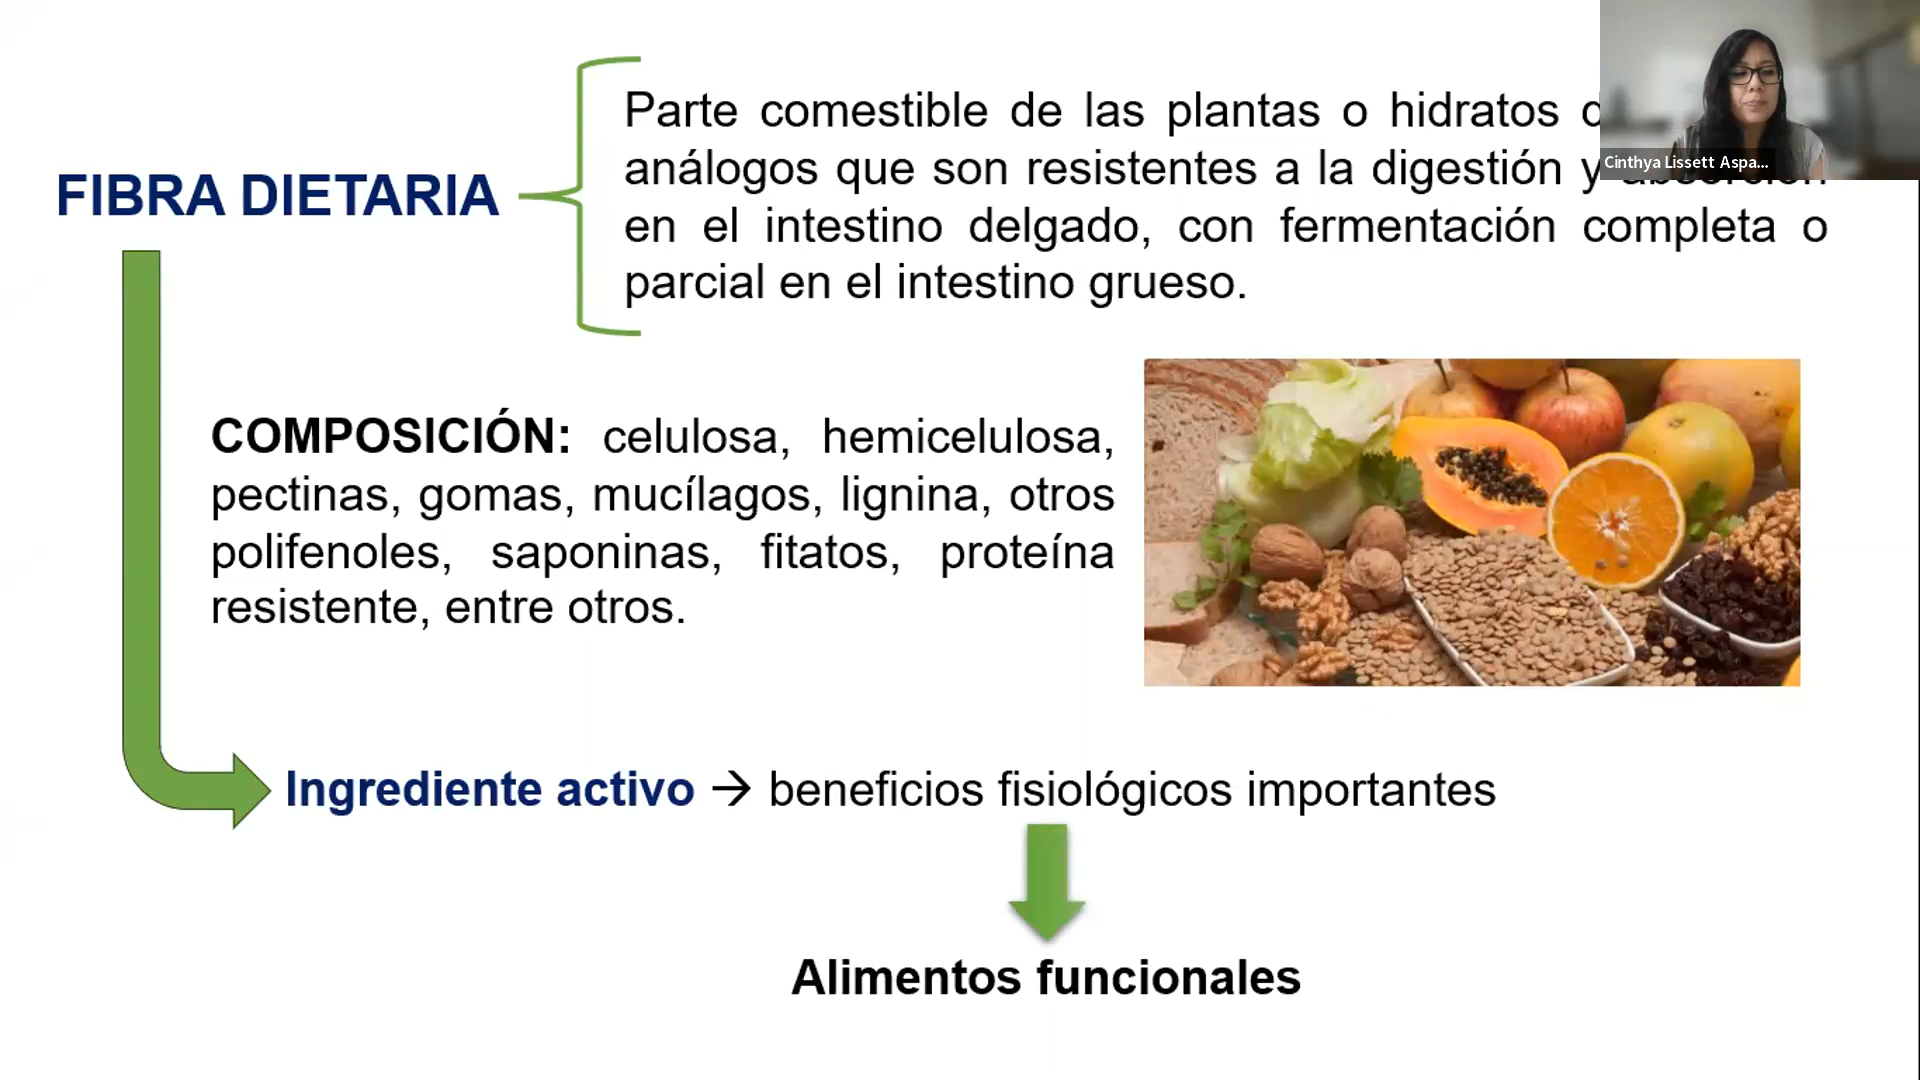 FIBRA DIETARIA
Parte comestible de las plantas o hidratos
análogos que son resistentes a la digestión y
en el intestino delgado, con fermentación completa o
parcial en el intestino grueso.
Cinthya Lissett Aspa...
COMPOSICIÓN: celulosa, hemicelulosa,
pectinas, gomas, mucílagos, lignina, otros
polifenoles, saponinas, fitatos, proteína
resistente, entre otros.
Ingrediente activo → beneficios fisiológicos importantes
Alimentos funcionales